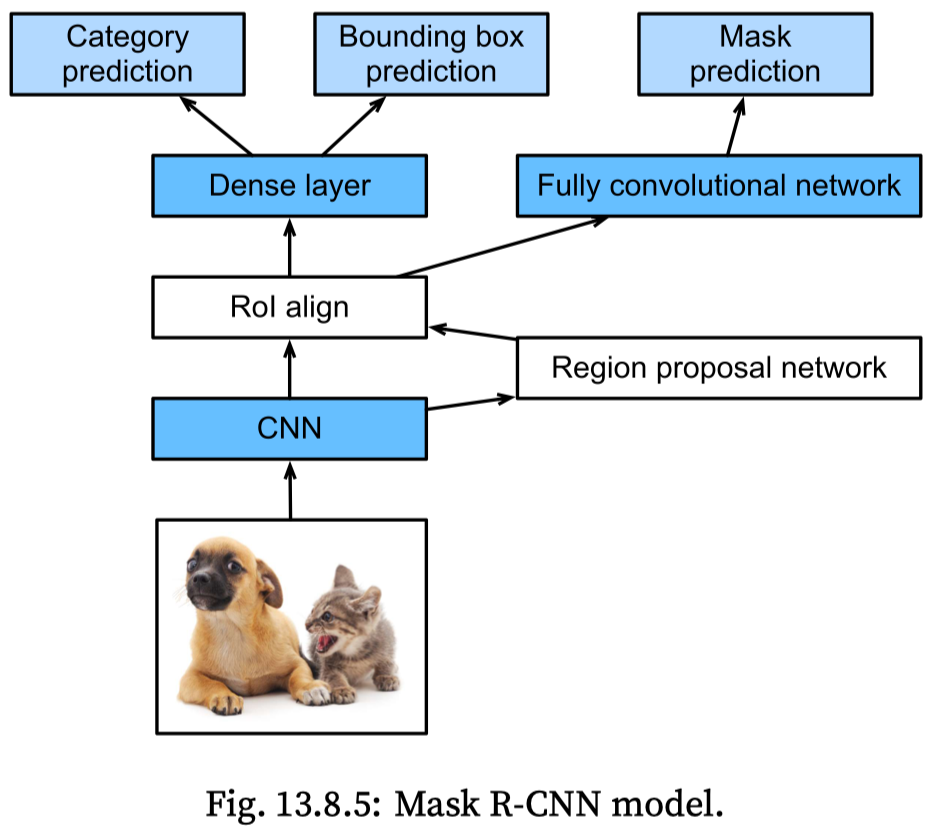 Category
prediction
Bounding box
prediction
Mask
prediction
Dense layer
Fully convolutional network
RoI align
Region proposal network
CNN
Fig. 13.8.5: Mask R-CNN model.